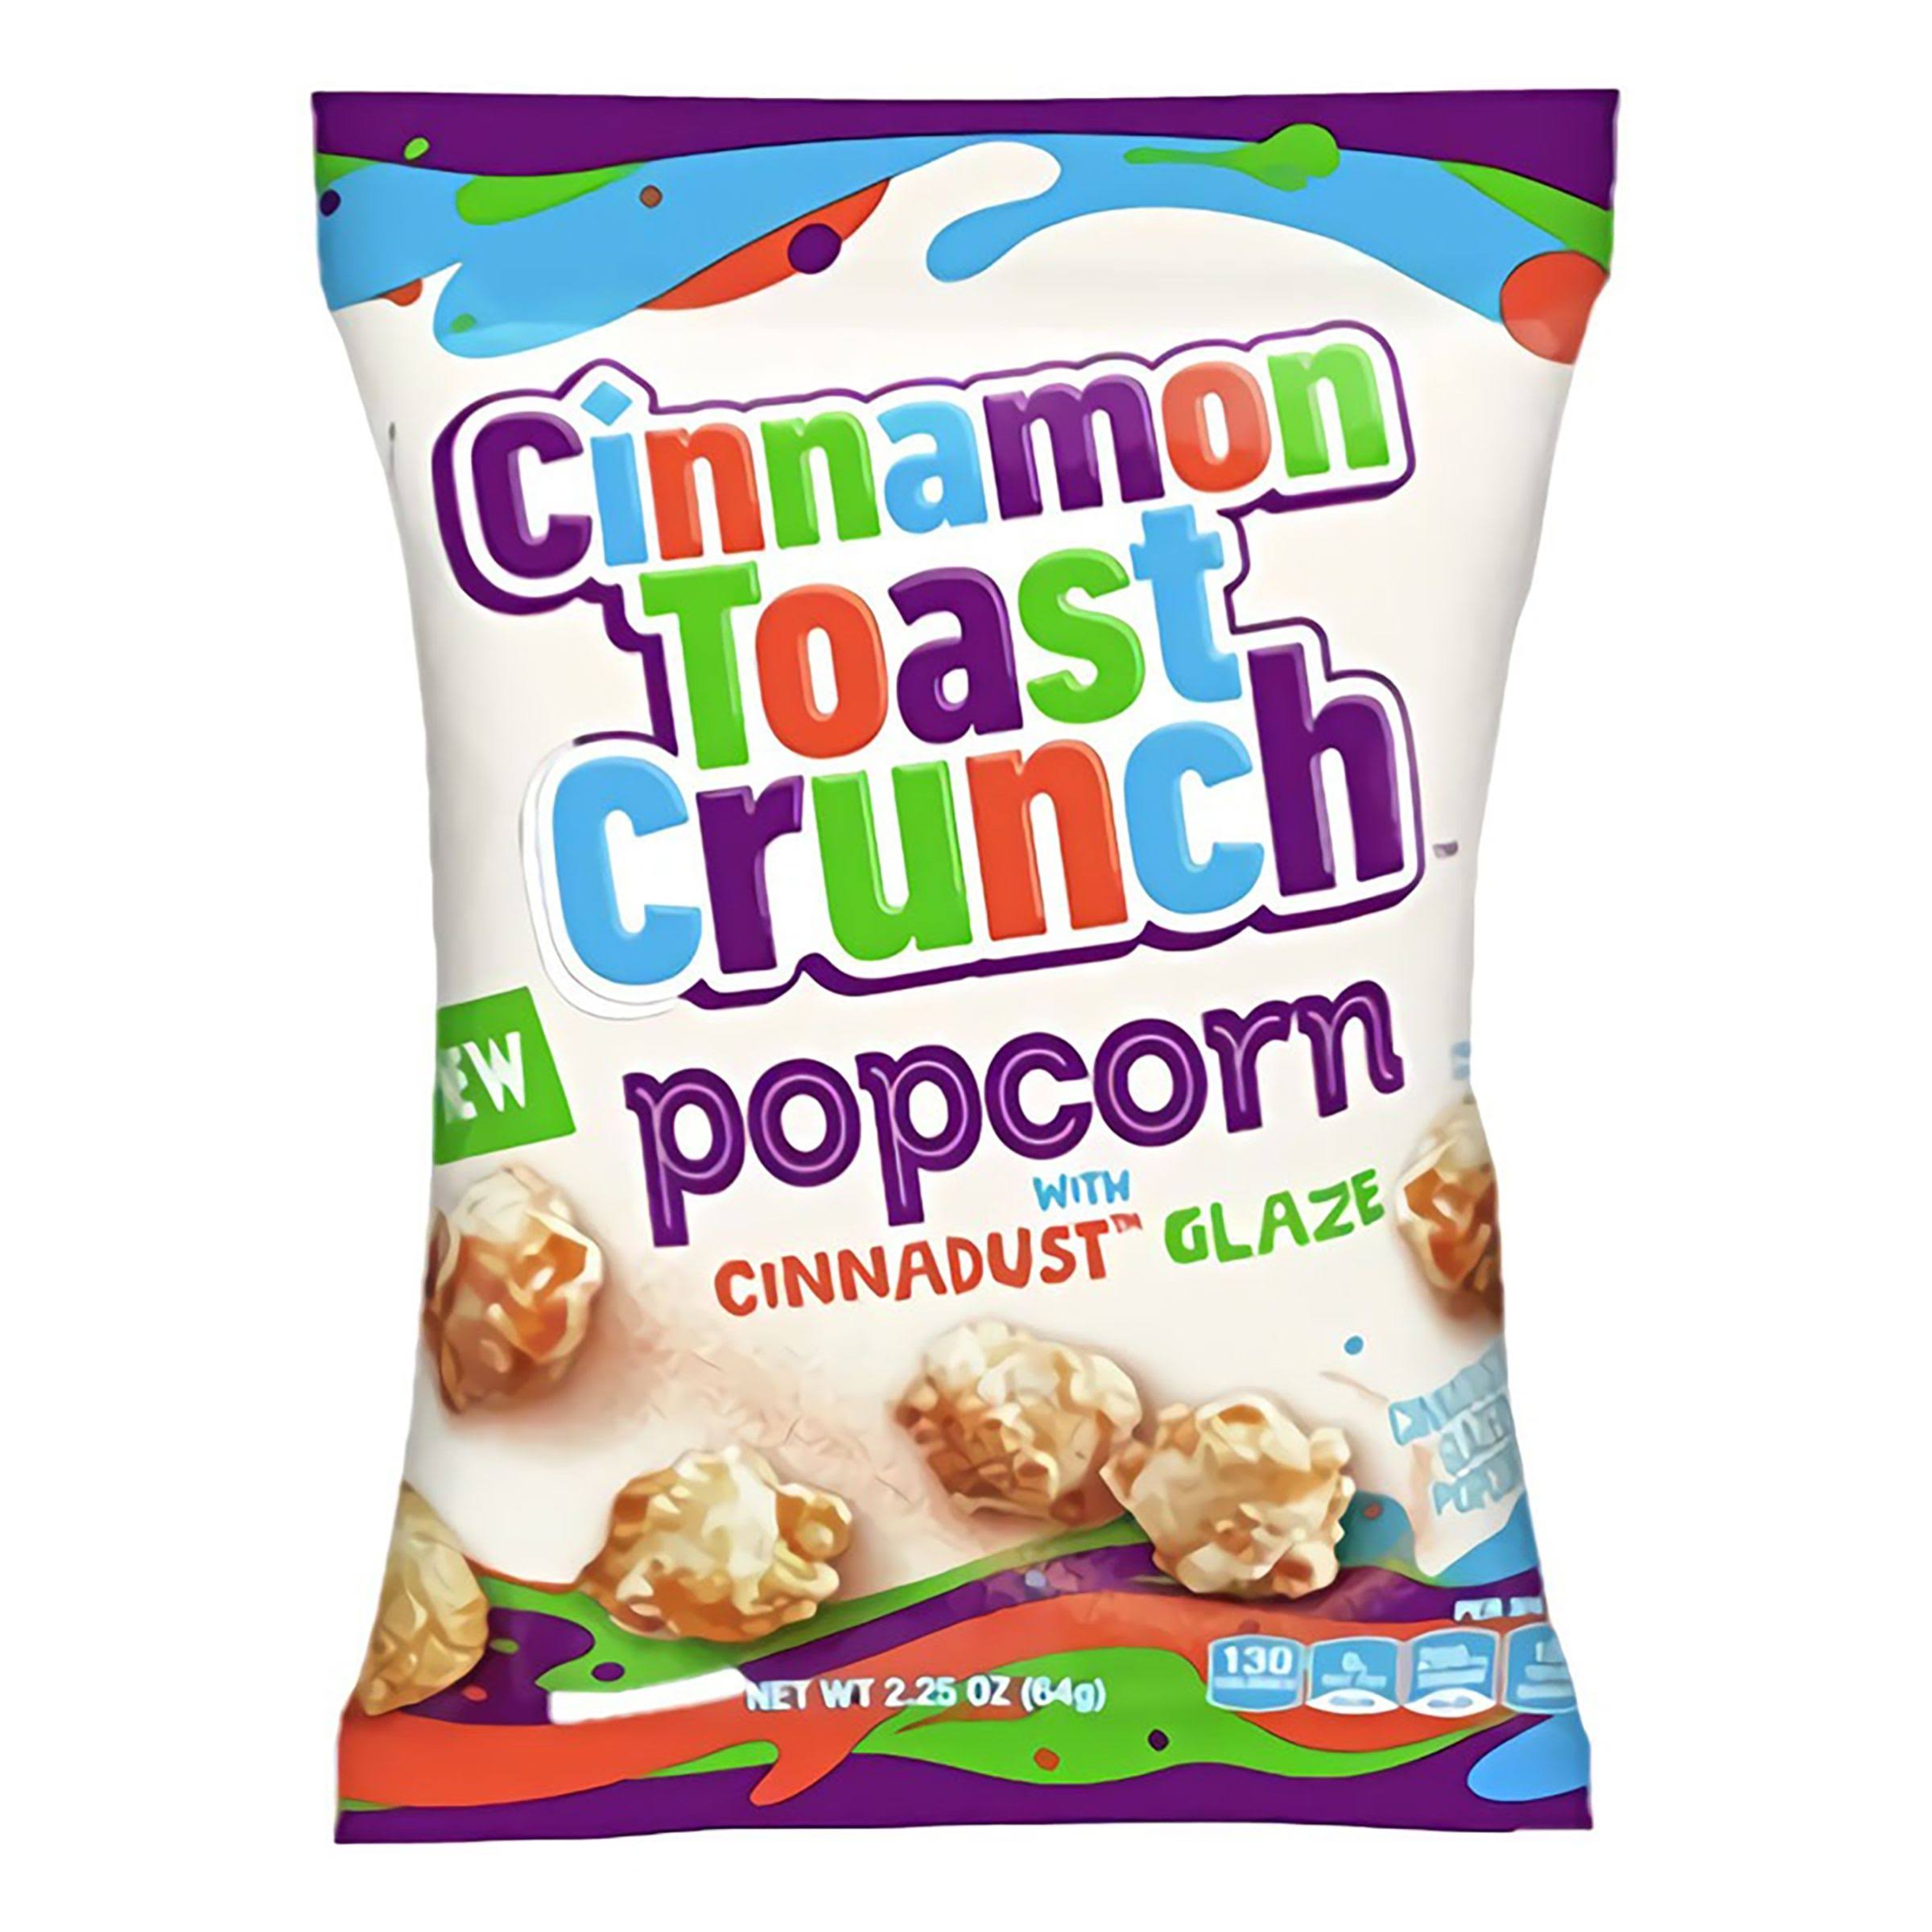 Cinnamon
Toast
Crunch
popcorn
WITH
CINNADUST™ GLAZE
EW
NET WT 2.25 OZ (64g)
130